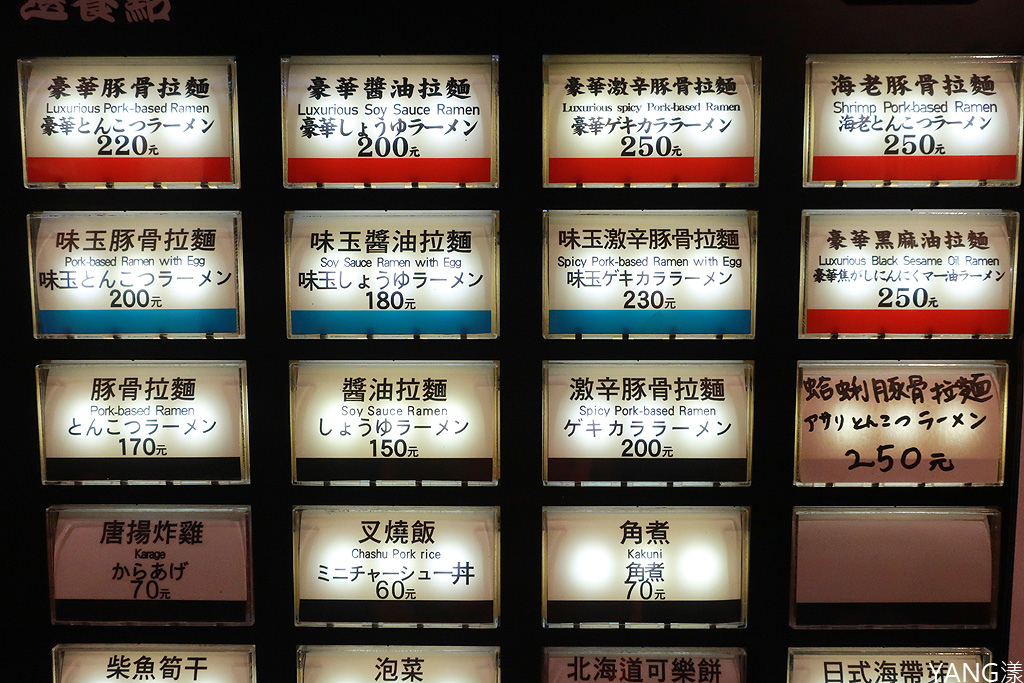 豪華豚骨拉麵
Luxurious Pork-based Ramen
豪華とんこつラーメン
220元
豪華醬油拉麵
Luxurious Soy Sauce Ramen
豪華しょうゆラーメン
200元
豪華激辛豚骨拉麵
Luxurious spicy Pork-based Ramen
豪華ゲキカララーメン
250元
海老豚骨拉麵
Shrimp Pork-based Ramen
海老とんこつラーメン
250元
味玉豚骨拉麵
Pork-based Ramen with Egg
味玉とんこつラーメン
200元
味玉醬油拉麵
Soy Sauce Ramen with Egg
味玉しょうゆラーメン
180元
味玉激辛豚骨拉麵
Spicy Pork-based Ramen with Egg
味玉ゲキカララーメン
230元
豪華黒麻油拉麵
Luxurious Black Sesame Oil Ramen
豪華焦がしにんにくマー油ラーメン
250元
豚骨拉麵
Pork-based Ramen
とんこつラーメン
170元
醬油拉麵
Soy Sauce Ramen
しょうゆラーメン
150元
激辛豚骨拉麵
Spicy Pork-based Ramen
ゲキカララーメン
200元
蛤蜊豚骨拉麵
アサリとんこつラーメン
250元
唐揚炸雞
Karage
からあげ
70元
叉燒飯
Chashu Pork rice
ミニチャーシュー丼
60元
角煮
Kakuni
角煮
70元
柴魚筍干
泡菜
北海道可樂餅
日式海帶
YANG漾